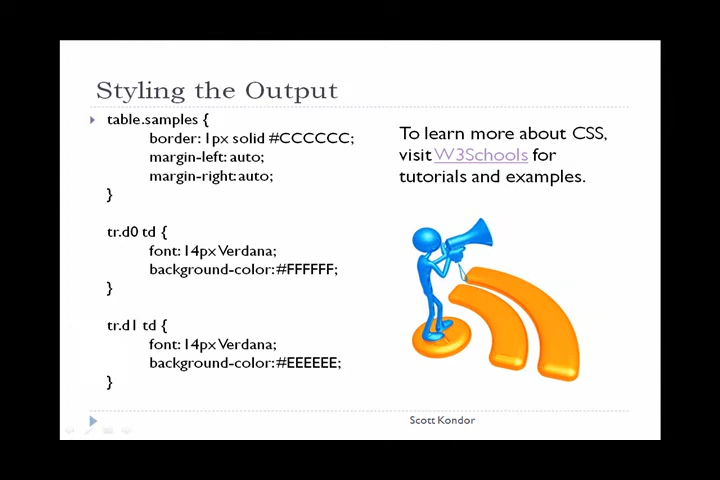 Styling the Output
table.samples {
border: 1px solid #CCCCCC;
margin-left: auto;
margin-right: auto;
}
tr.d0 td {
font: 14px Verdana;
background-color: #FFFFFF;
}
tr.d1 td {
font: 14px Verdana;
background-color: #EEEEEE;
}
To learn more about CSS,
visit W3Schools for
tutorials and examples.
Scott Kondor